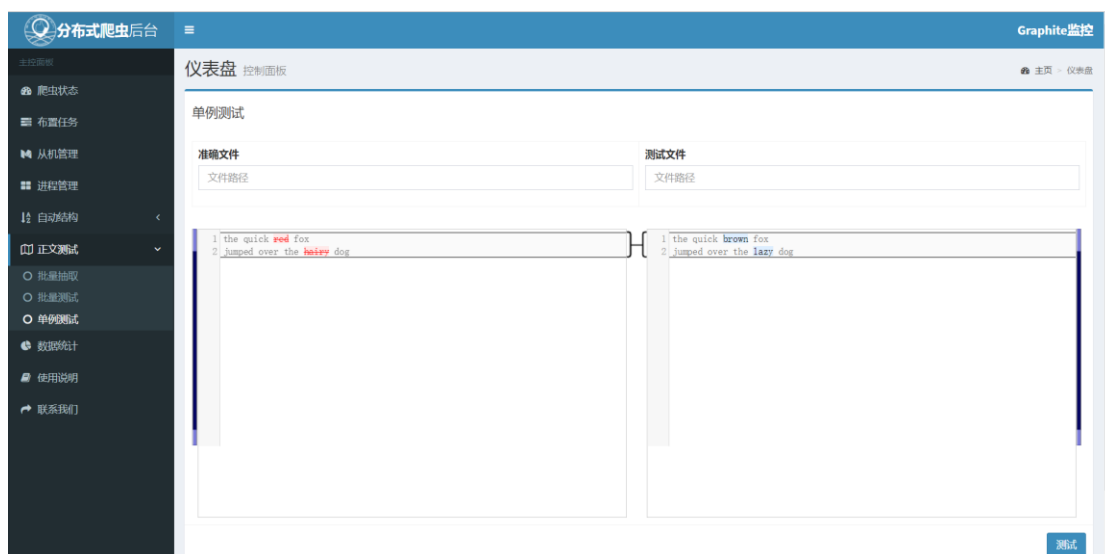 分布式爬虫后台
Graphite监控
主控面板
爬虫状态
布置任务
从机管理
进程管理
自动结构
正文测试
批量抽取
批量测试
单例测试
数据统计
使用说明
联系我们
仪表盘 控制面板
主页 > 仪表盘
单例测试
准确文件
文件路径
测试文件
文件路径
1 the quick red fox
2 jumped over the hairy dog
1 the quick brown fox
2 jumped over the lazy dog
测试